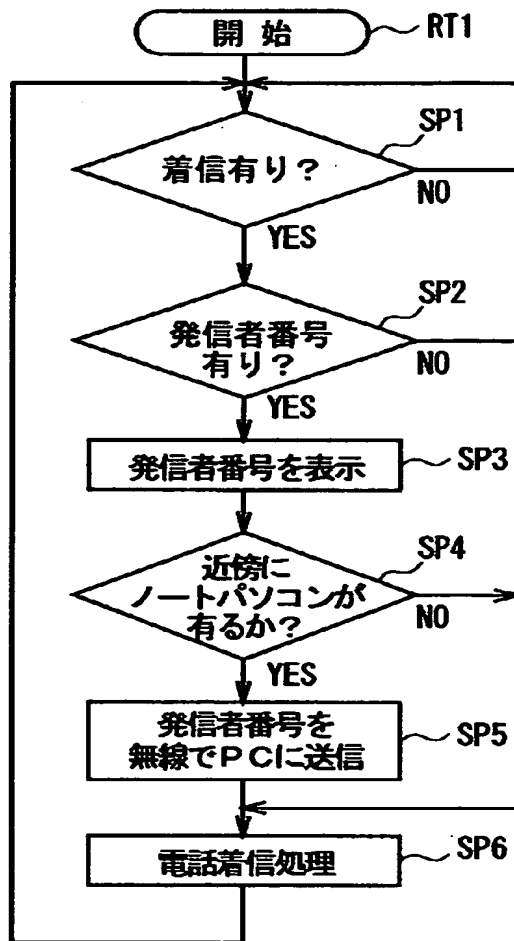 開始
RT1
着信有り？
SP1
NO
YES
発信者番号
有り？
SP2
NO
YES
発信者番号を表示
SP3
近傍に
ノートパソコンが
有るか？
SP4
NO
YES
発信者番号を
無線でＰＣに送信
SP5
電話着信処理
SP6